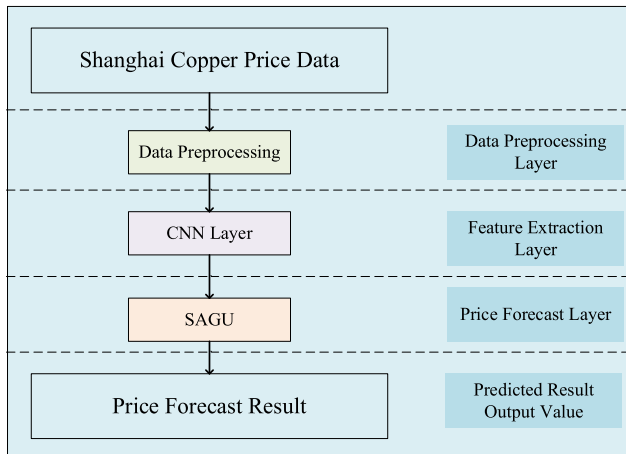 Shanghai Copper Price Data
Data Preprocessing
Data Preprocessing
Layer
CNN Layer
Feature Extraction
Layer
SAGU
Price Forecast Layer
Price Forecast Result
Predicted Result
Output Value